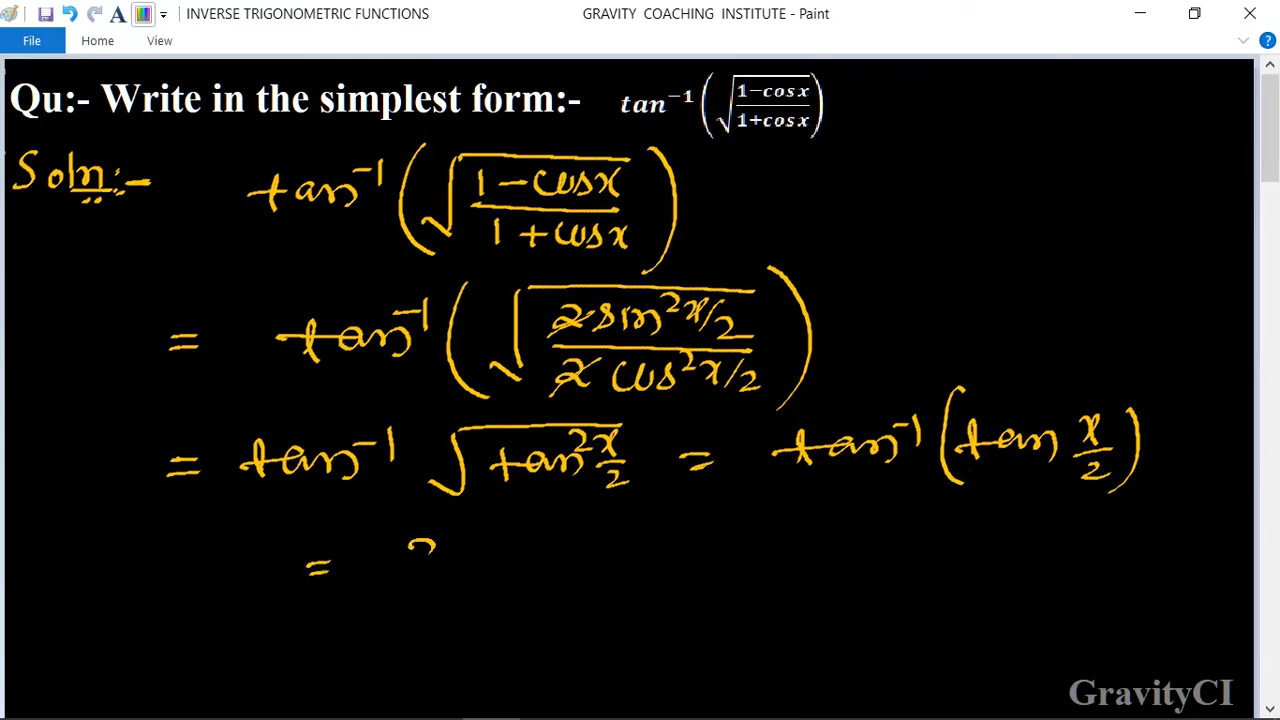 INVERSE TRIGONOMETRIC FUNCTIONS GRAVITY COACHING INSTITUTE - Paint
File Home View
Qu:- Write in the simplest form:- tan⁻¹(√((1−cosx)/(1+cosx)))
Soln:- tan⁻¹(√((1−cosx)/(1+cosx)))
= tan⁻¹(√((2sin²x/2)/(2cos²x/2)))
= tan⁻¹ √(tan²x/2) = tan⁻¹(tan x/2)
=
GravityCI